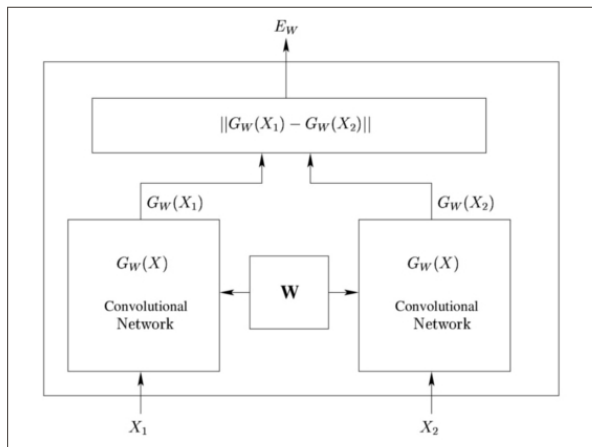 E_W
||G_W(X_1) − G_W(X_2)||
G_W(X_1)
G_W(X_2)
G_W(X)
Convolutional
Network
W
G_W(X)
Convolutional
Network
X_1
X_2